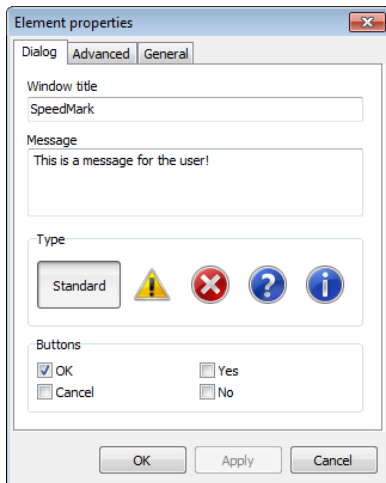 Element properties
Dialog Advanced General
Window title
SpeedMark
Message
This is a message for the user!
Type
Standard
Buttons
OK Yes
Cancel No
OK Apply Cancel